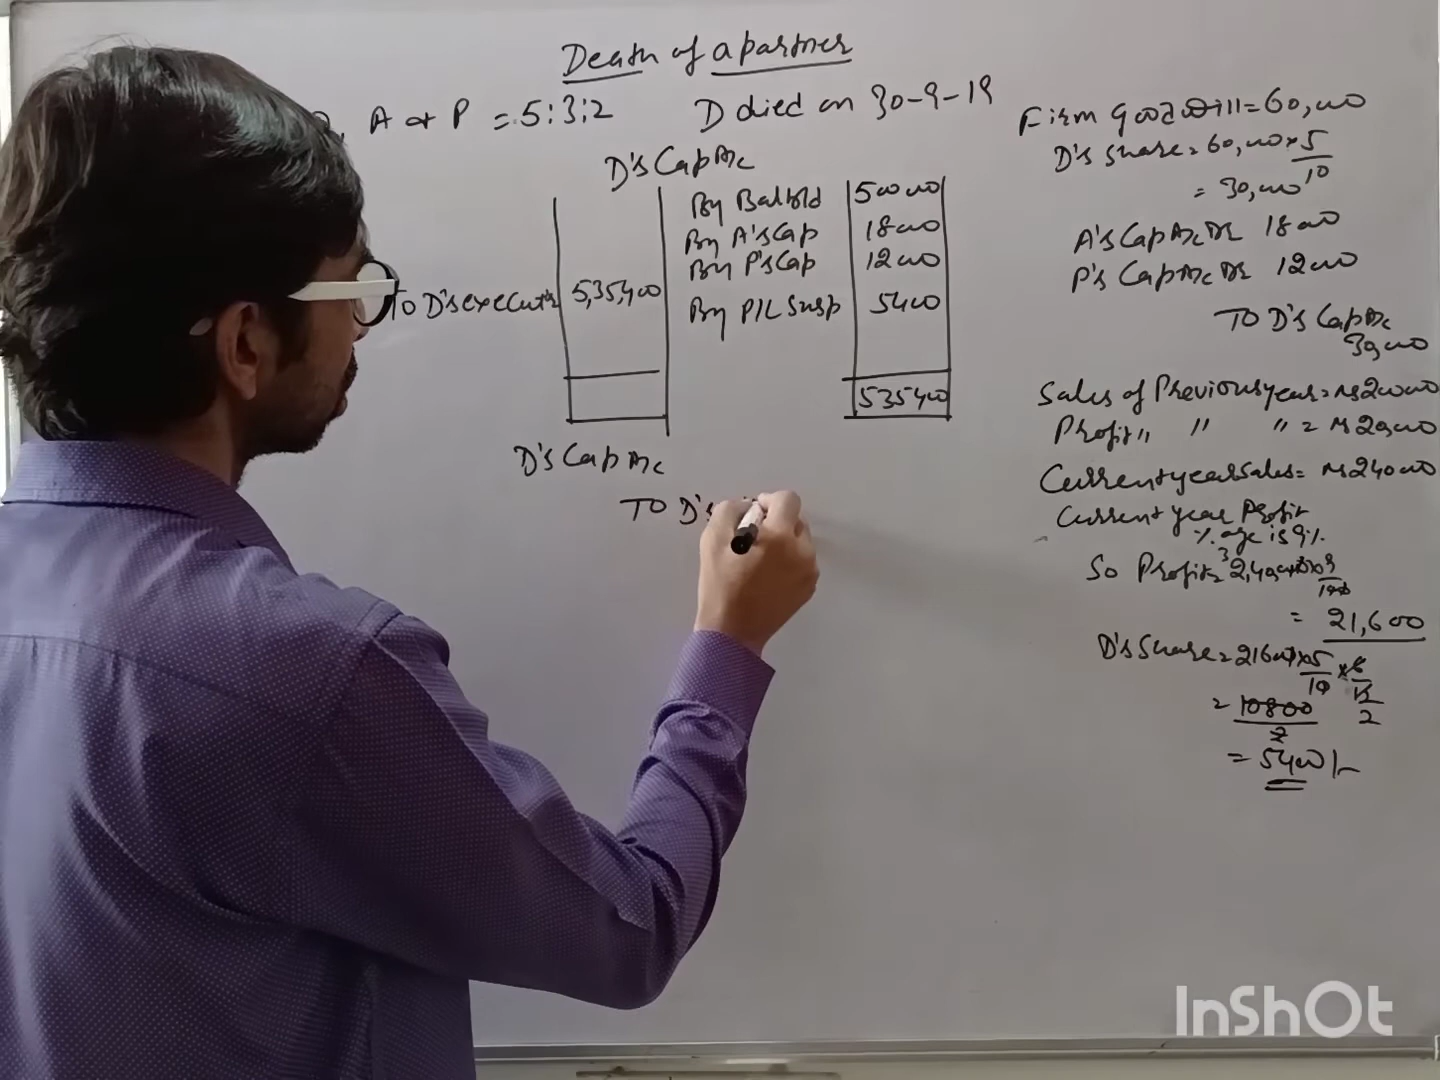 Death of a partner
A & P = 5:3:2
D died on 30-9-19
D's Cap A/c
By Bal b/d 500000
By A's Cap 18000
By P's Cap 12000
To D's executr 5,35,400
By P/L Susp 5400
535400
D's Cap A/c
TO D's
Firm goodwill = 60,000
D's share = 60,000 × 5/10
= 30,000
A's Cap A/c Dr 18000
P's Cap A/c Dr 12000
TO D's Cap A/c
30,000
Sales of Previous year = Rs 200000
Profit " " " = Rs 20,000
Current year sales = Rs 240000
Current year Profit
% age is 9%
So Profit = 2,40,000 × 9/100
= 21,600
D's Share = 21600 × 5/10 × 6/12
2
= 10800/2
= 5400/-
InShOt